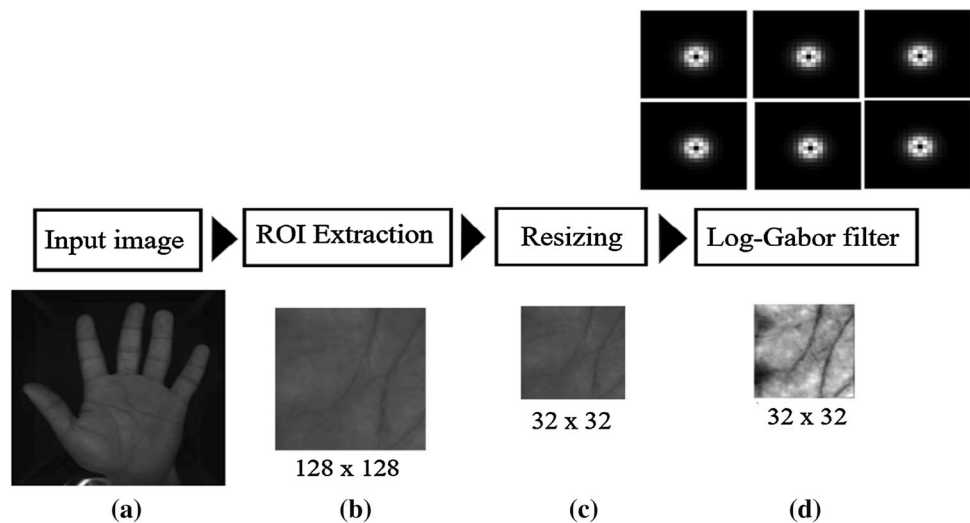 Input image
ROI Extraction
Resizing
Log-Gabor filter
128 x 128
32 x 32
32 x 32
(a)
(b)
(c)
(d)